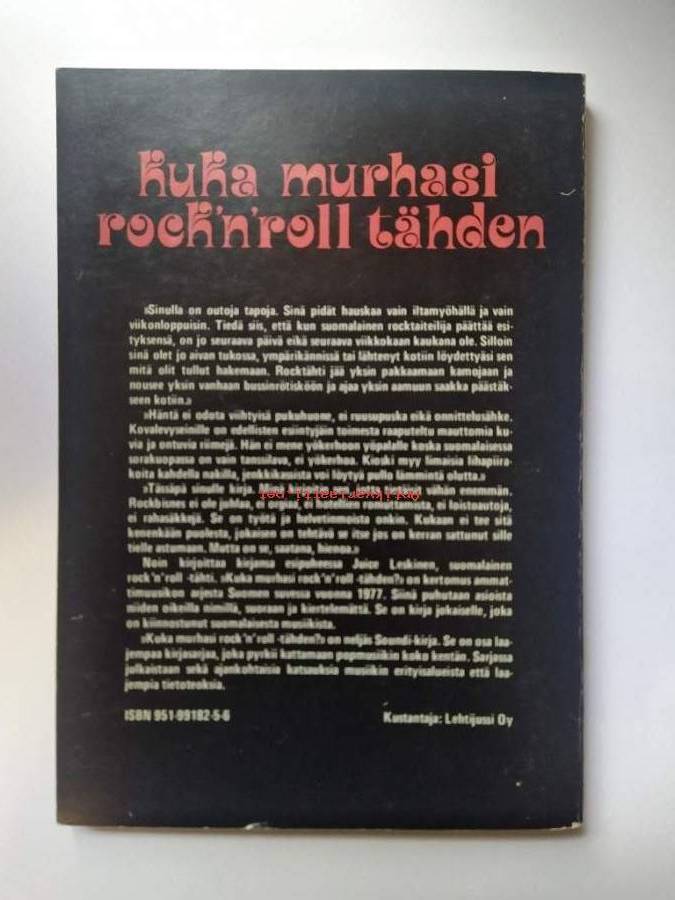 kuka murhasi
rock'n'roll tähden
»Sinulla on outoja tapoja. Sinä pidät hauskaa vain iltamyöhällä ja vain
viikonloppuisin. Tiedä siis, että kun suomalainen rocktaiteilija päättää esi-
tyksensä, on jo seuraava päivä eikä seuraava viikkokaan kaukana ole. Silloin
sinä olet jo aivan tukossa, ympärikännissä tai lähtenyt kotiin löydettyäsi sen
mitä olit tullut hakemaan. Rocktähti jää yksin pakkaamaan kamojaan ja
nousee yksin vanhaan bussinrötisköön ja ajaa yksin aamuun saakka päästäk-
seen kotiin.»
»Häntä ei odota viihtyisä pukuhuone, ei ruusupuska eikä onnittelusähke.
Kovalevyseinille on edellisten esiintyjäin toimesta raaputeltu mauttomia ku-
via ja ontuvia riimejä. Hän ei mene yökerhoon yöpalalle koska suomalaisessa
sorakuopassa on vain tanssilava, ei yökerhoa. Kioski myy limaisia lihapiira-
koita kahdella nakilla, jenkkikassista voi löytyä pullo lämmintä olutta.»
»Tässäpä sinulle kirja vähän enemmän.
Rockbisnes ei ole juhlaa, ei orgiaa, ei hotellien romuttamista, ei loistoautoja,
ei rahasäkkejä. Se on työtä ja helvetinmoista onkin. Kukaan ei tee sitä
hommaa puolesta, jokaisen on tehtävä se itse jos on kerran sattunut sille
tielle astumaan. Mutta on se, saatana, hienoa.»
Noin kirjoittaa kirjansa esipuheessa Juice Leskinen, suomalainen
rock'n'roll -tähti. »Kuka murhasi rock'n'roll -tähden?» on kertomus ammat-
timuusikon arjesta Suomen suvessa vuonna 1977. Siinä puhutaan asioista
niiden oikeilla nimillä, suoraan ja kiertelemättä. Se on kirja jokaiselle, joka
on kiinnostunut suomalaisesta musiikista.
»Kuka murhasi rock'n'roll -tähden?» on neljäs Soundi-kirja. Se on osa laa-
jempaa kirjasarjaa, joka pyrkii kattamaan popmusiikin koko kentän. Sarjassa
julkaistaan sekä ajankohtaisia katsauksia musiikin erityisalueista että laa-
jempia tietoteoksia.
ISBN 951-99182-5-6 Kustantaja: Lehtijussi Oy